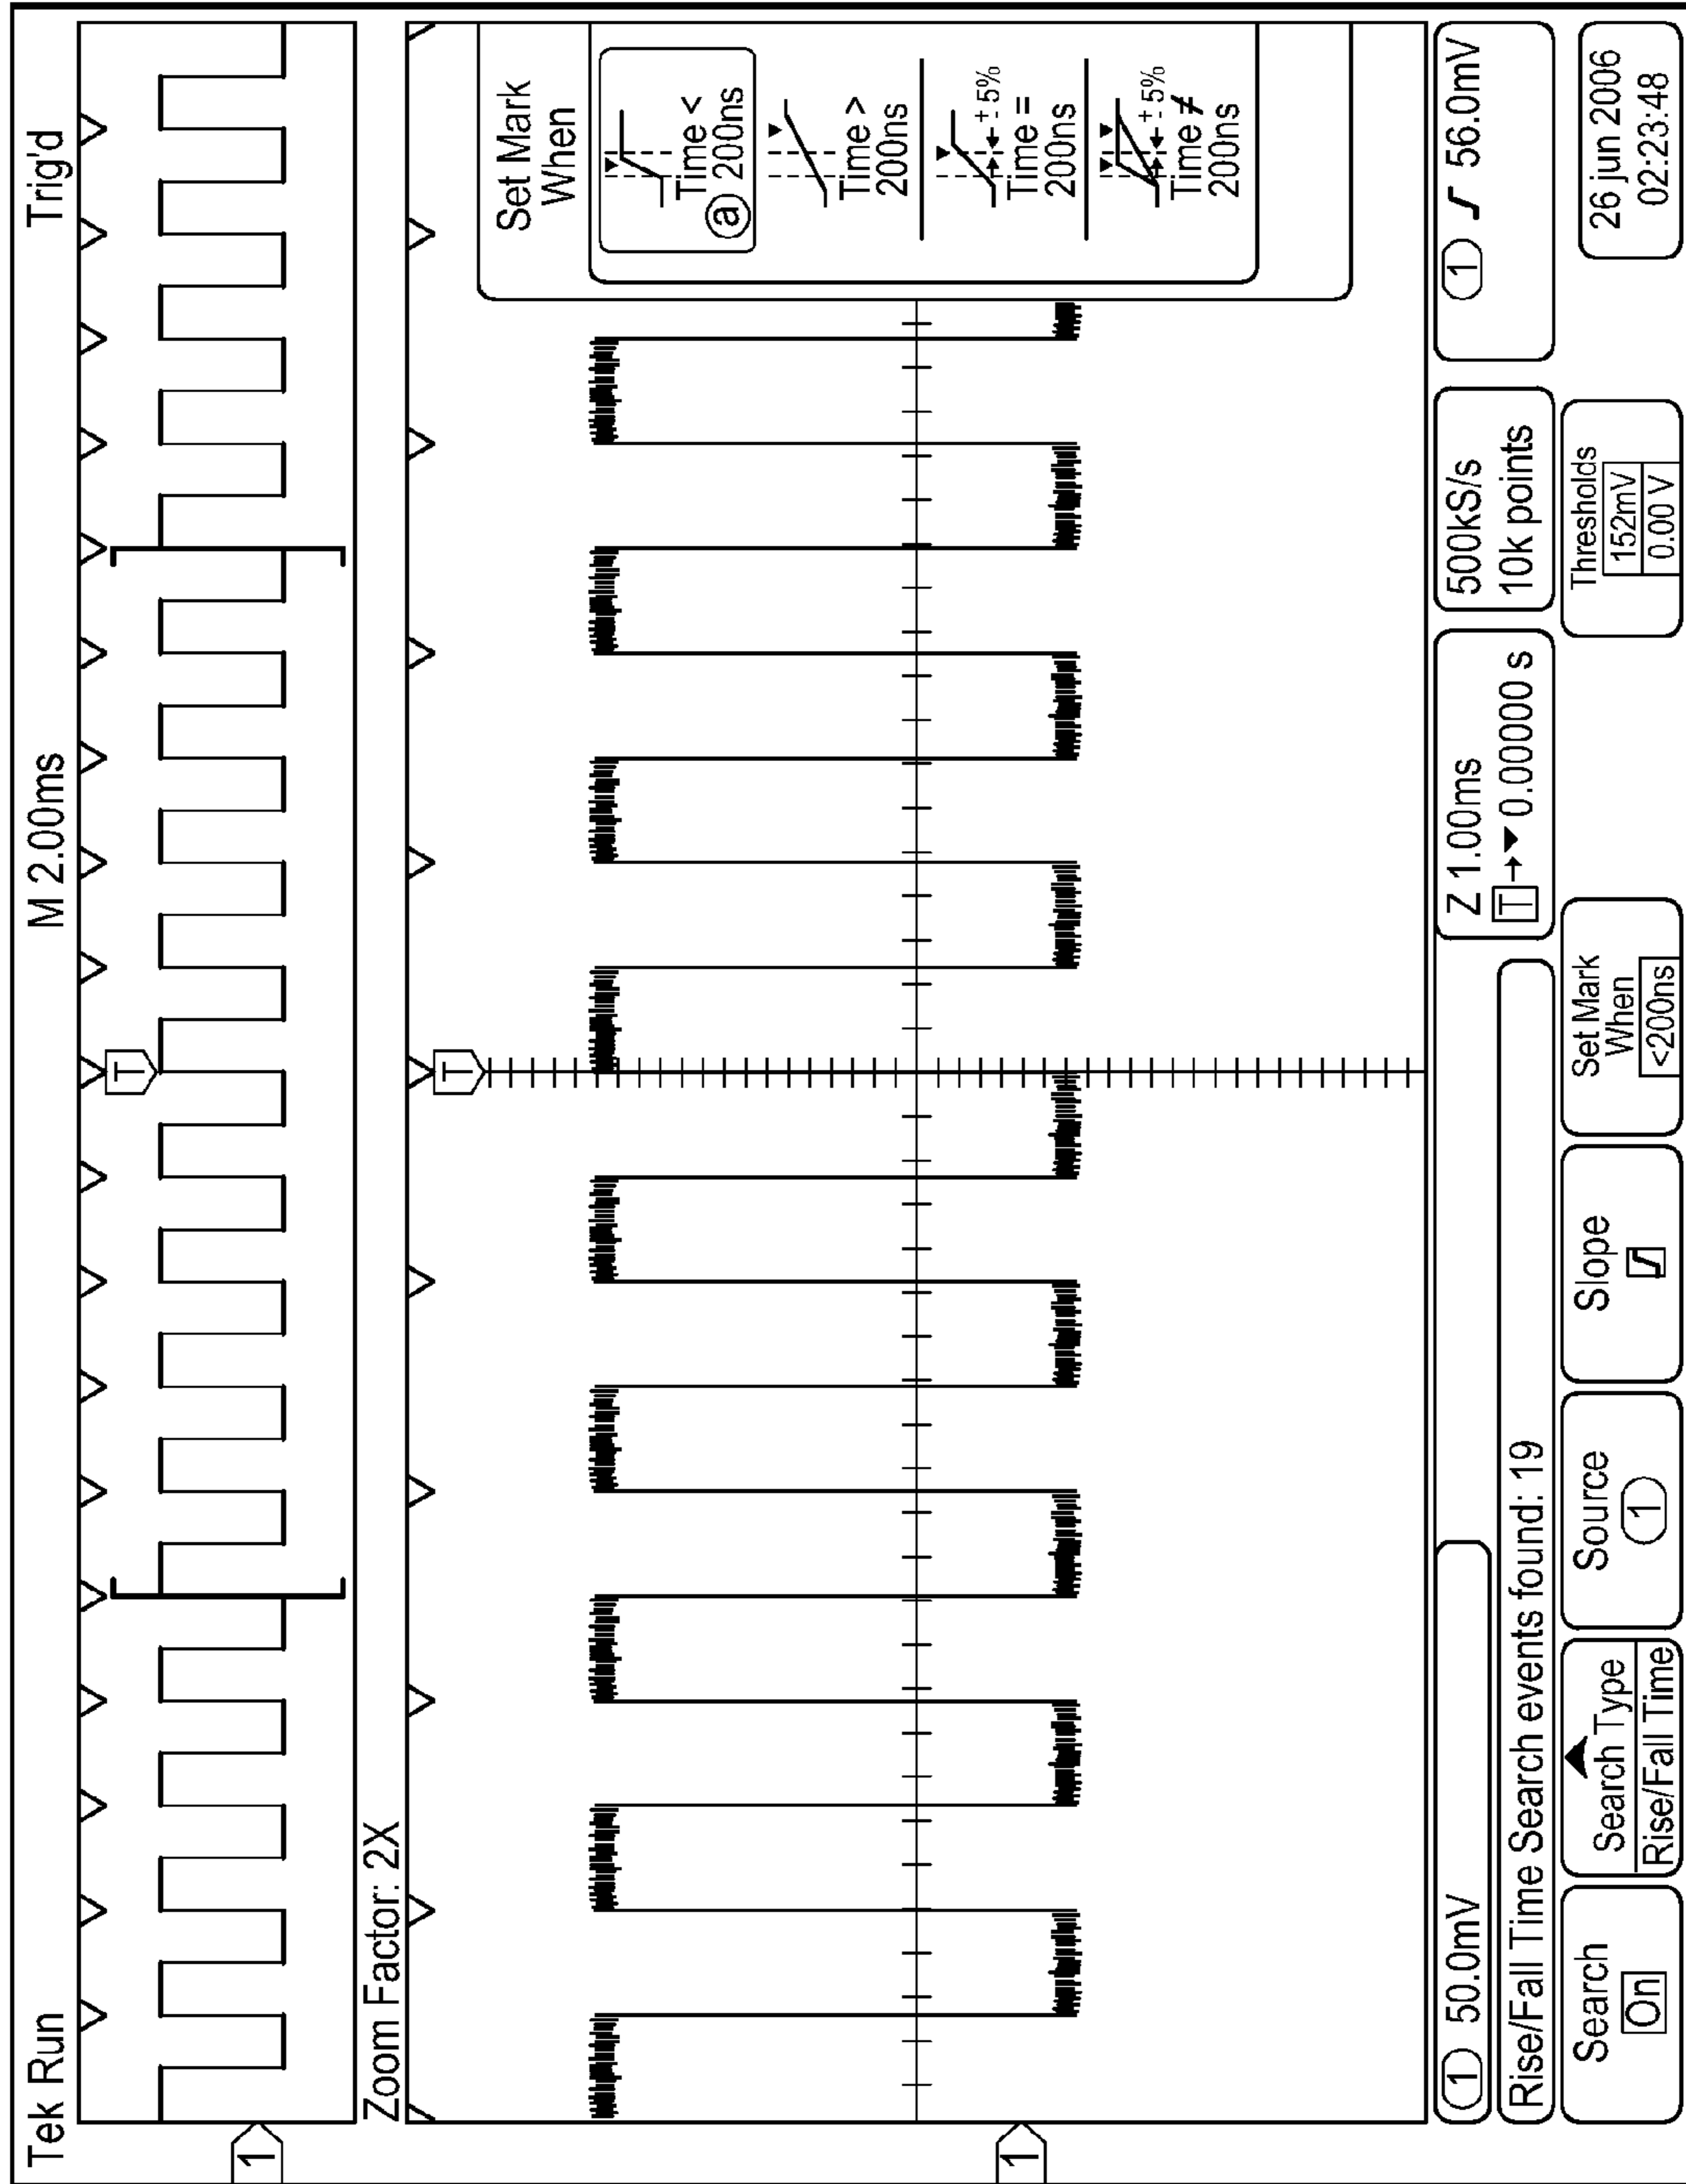 Tek Run M 2.00ms Trig'd
T
1
Zoom Factor: 2X
T
Set Mark
When
Time <
ⓐ 200ns
Time >
200ns
±5%
Time =
200ns
±5%
Time ≠
200ns
1
1 50.0mV
Z 1.00ms
T→▼ 0.00000 s
500kS/s
10k points
1 56.0mV
Rise/Fall Time Search events found: 19
Search
On
Search Type
Rise/Fall Time
Source
1
Slope
Set Mark
When
<200ns
Thresholds
152mV
0.00 V
26 jun 2006
02:23:48